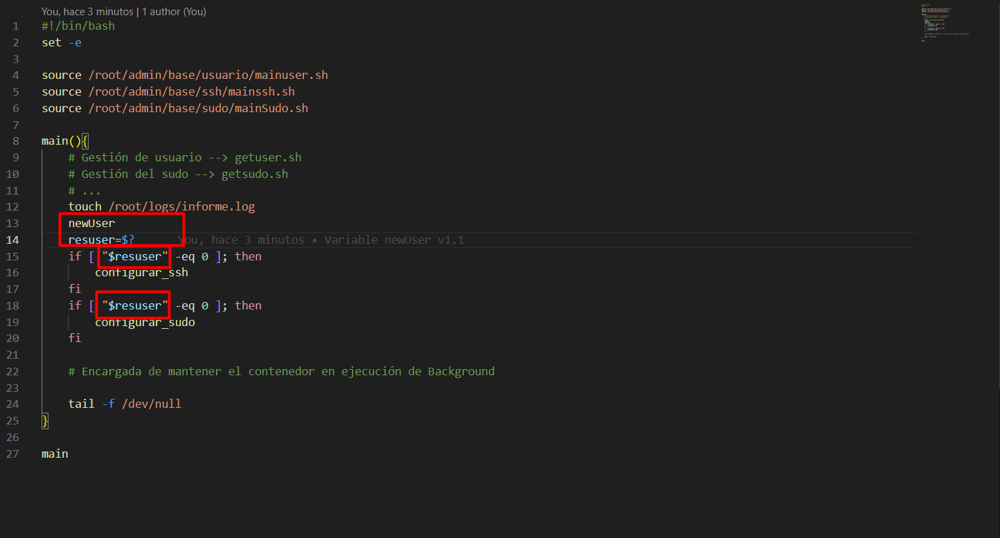 You, hace 3 minutos | 1 author (You)
1 #!/bin/bash
2 set -e
3
4 source /root/admin/base/usuario/mainuser.sh
5 source /root/admin/base/ssh/mainssh.sh
6 source /root/admin/base/sudo/mainSudo.sh
7
8 main(){
9 # Gestión de usuario --> getuser.sh
10 # Gestión del sudo --> getsudo.sh
11 # ...
12 touch /root/logs/informe.log
13 newUser
14 resuser=$? You, hace 3 minutos • Variable newUser v1.1
15 if [ "$resuser" -eq 0 ]; then
16 configurar_ssh
17 fi
18 if [ "$resuser" -eq 0 ]; then
19 configurar_sudo
20 fi
21
22 # Encargada de mantener el contenedor en ejecución de Background
23
24 tail -f /dev/null
25 }
26
27 main